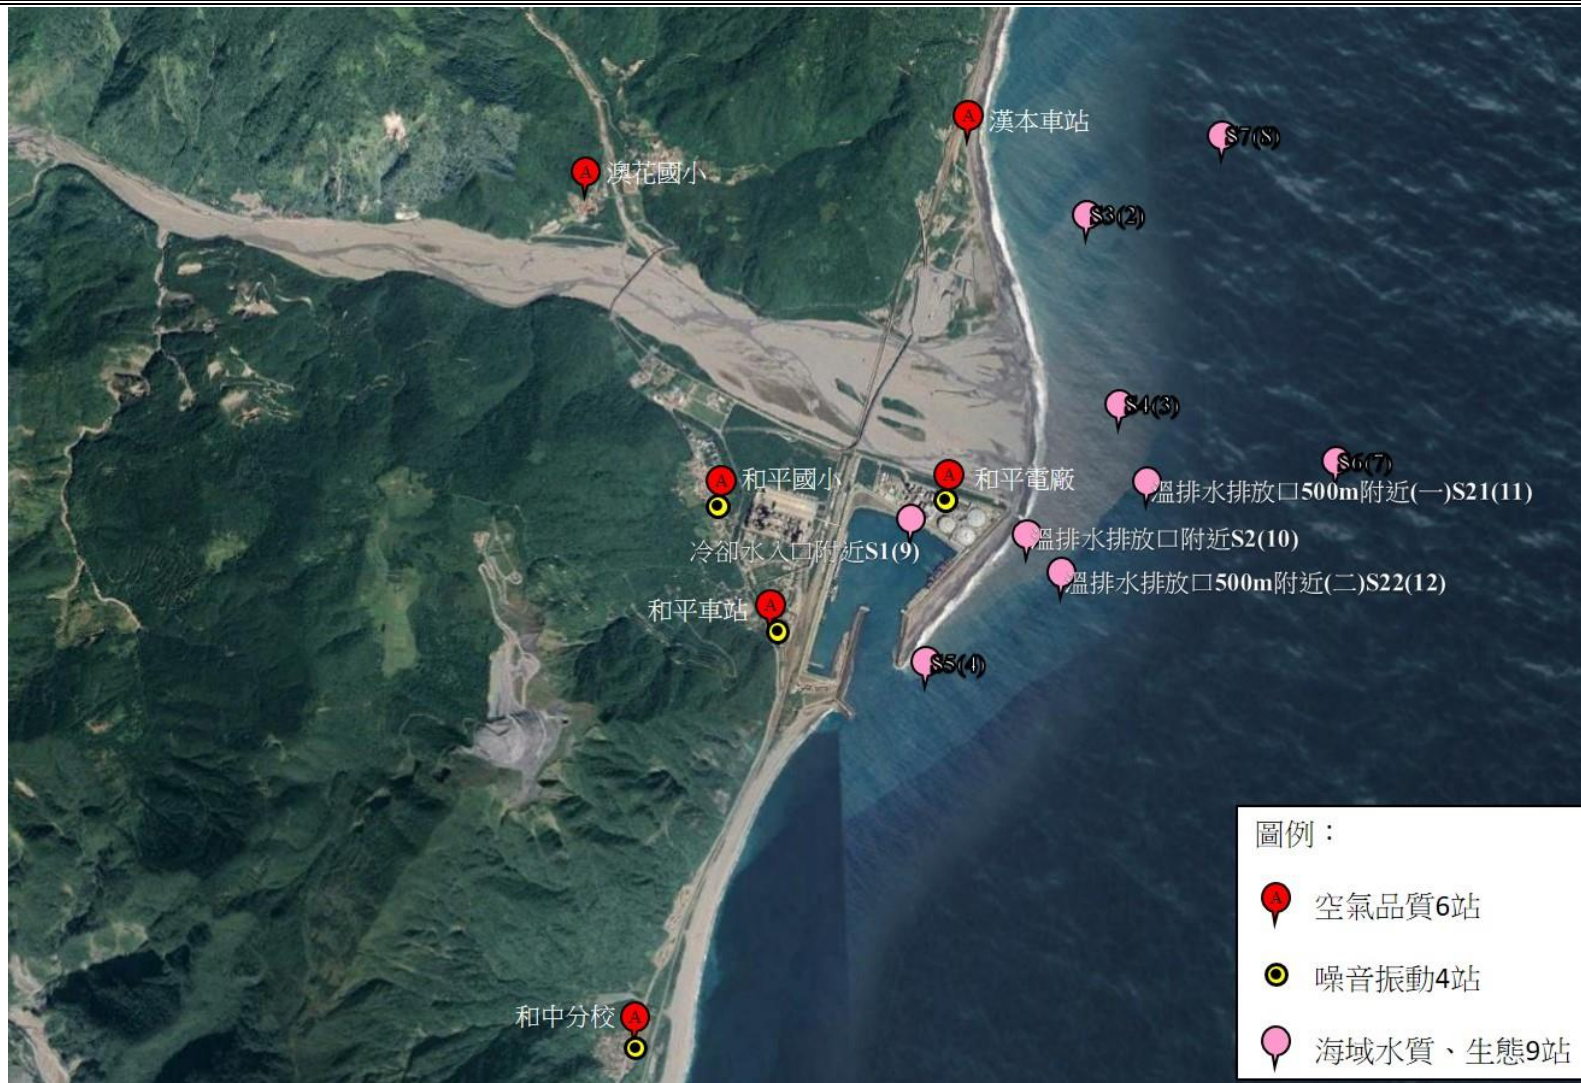 A 漢本車站
S7(8)
A 澳花國小
S3(2)
S4(3)
S6(7)
A 和平國小
A 和平電廠
溫排水排放口500m附近(一)S21(11)
冷卻水入口附近S1(9)
溫排水排放口附近S2(10)
溫排水排放口500m附近(二)S22(12)
和平車站 A
S5(4)
圖例：
A 空氣品質6站
噪音振動4站
和中分校 A
海域水質、生態9站